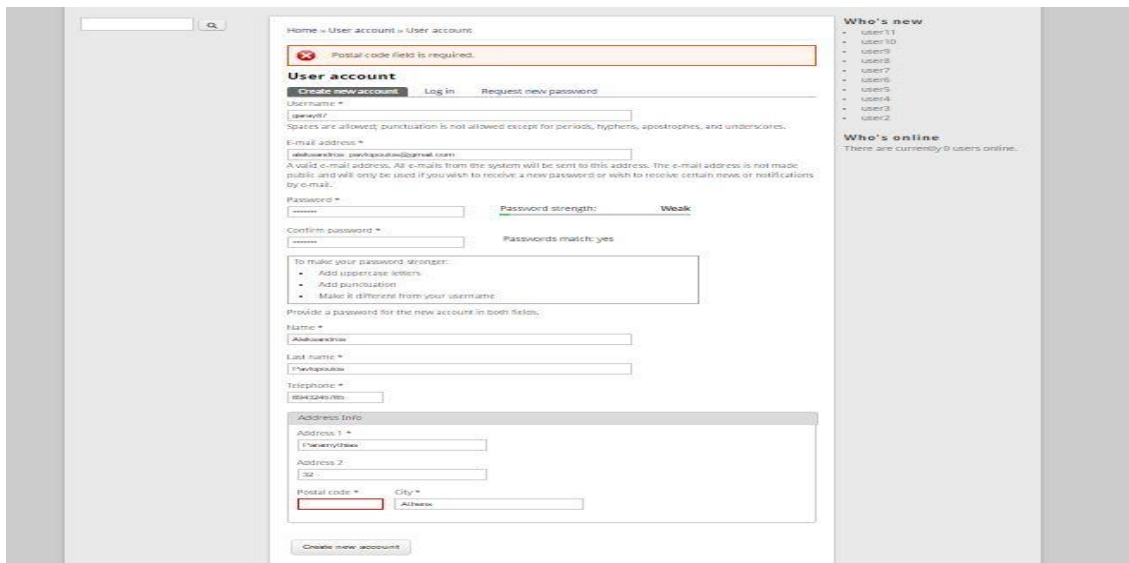 Home » User account » User account
Postal code field is required.
User account
Create new account Log in Request new password
Username *
Spaces are allowed; punctuation is not allowed except for periods, hyphens, apostrophes, and underscores.
E-mail address *
aleksandros.pavlopoulos@gmail.com
A valid e-mail address. All e-mails from the system will be sent to this address. The e-mail address is not made
public and will only be used if you wish to receive a new password or wish to receive certain news or notifications
by e-mail.
Password *
Password strength: Weak
Confirm password *
Passwords match: yes
To make your password stronger:
Add uppercase letters
Add punctuation
Make it different from your username
Provide a password for the new account in both fields.
Name *
Aleksandros
Last name *
Pavlopoulos
Telephone *
Address Info
Address 1 *
Paramythias
Address 2
32
Postal code * City *
Athens
Create new account
Who's new
user11
user10
user9
user8
user7
user6
user5
user4
user3
user2
Who's online
There are currently 0 users online.